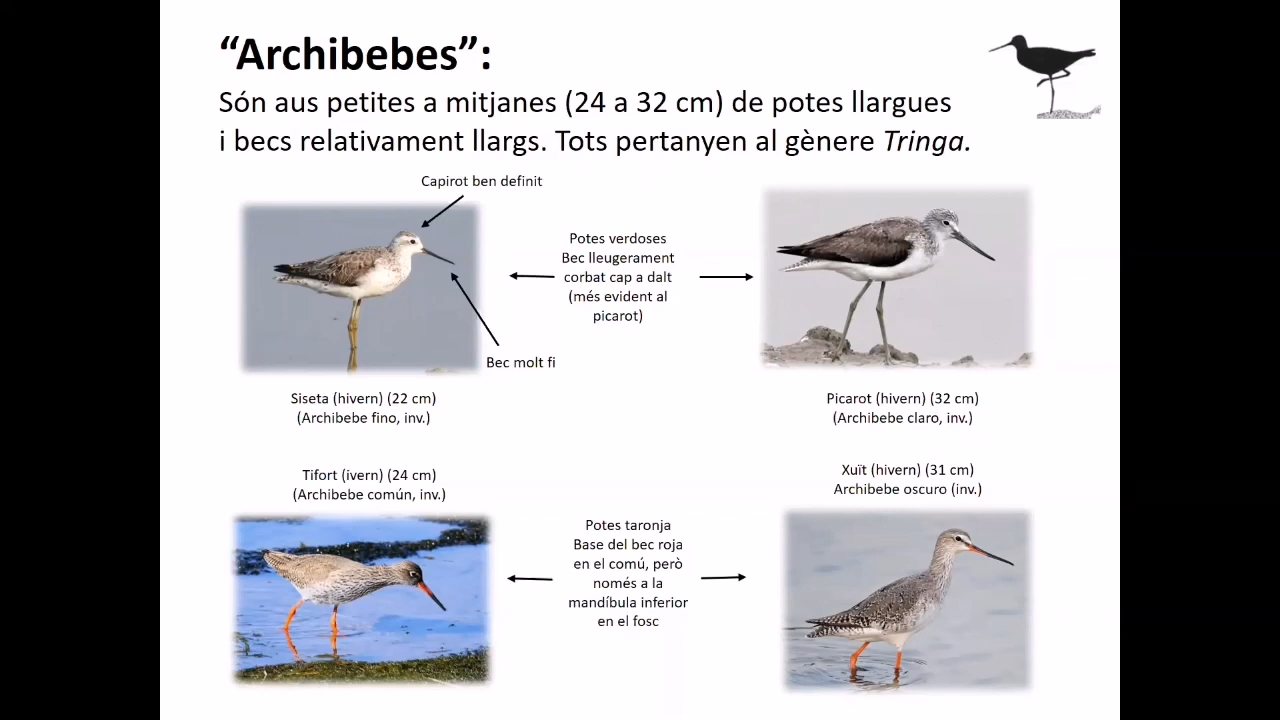 “Archibebes”:
Són aus petites a mitjanes (24 a 32 cm) de potes llargues
i becs relativament llargs. Tots pertanyen al gènere Tringa.
Capirot ben definit
Potes verdoses
Bec lleugerament
corbat cap a dalt
(més evident al
picarot)
Bec molt fi
Siseta (hivern) (22 cm)
(Archibebe fino, inv.)
Picarot (hivern) (32 cm)
(Archibebe claro, inv.)
Tifort (ivern) (24 cm)
(Archibebe común, inv.)
Xuït (hivern) (31 cm)
Archibebe oscuro (inv.)
Potes taronja
Base del bec roja
en el comú, però
només a la
mandíbula inferior
en el fosc